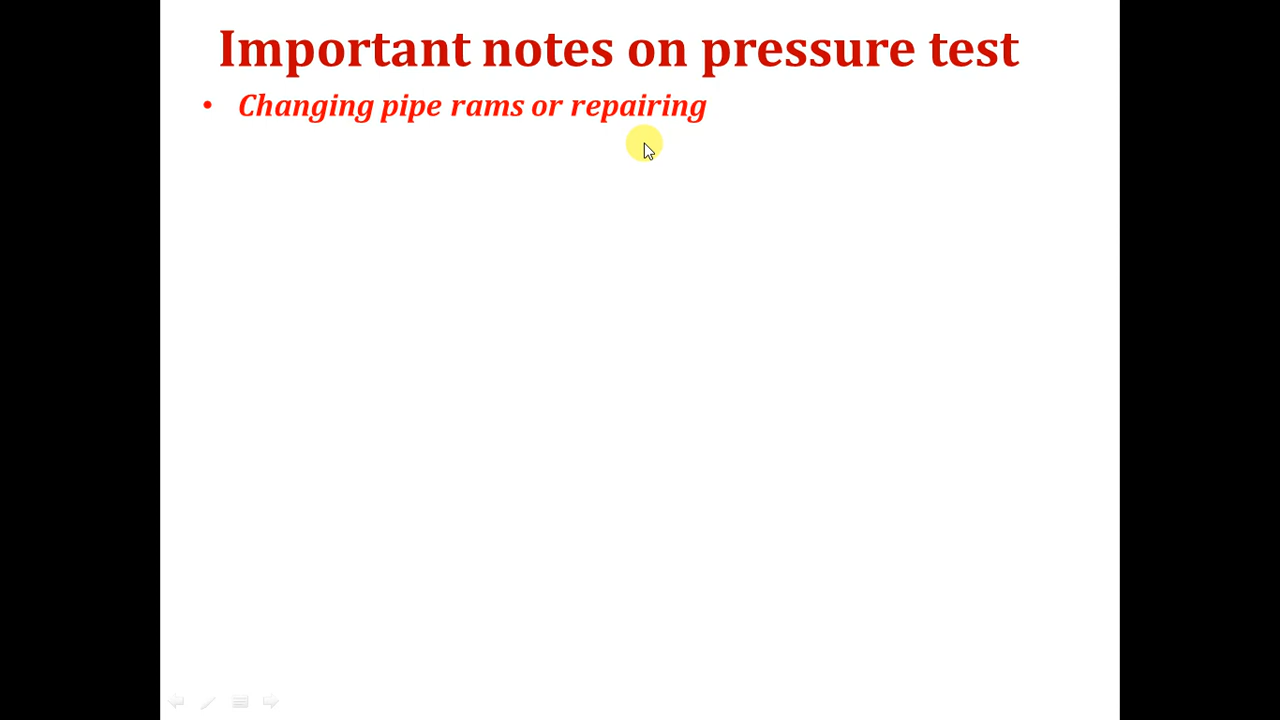 Important notes on pressure test
• Changing pipe rams or repairing